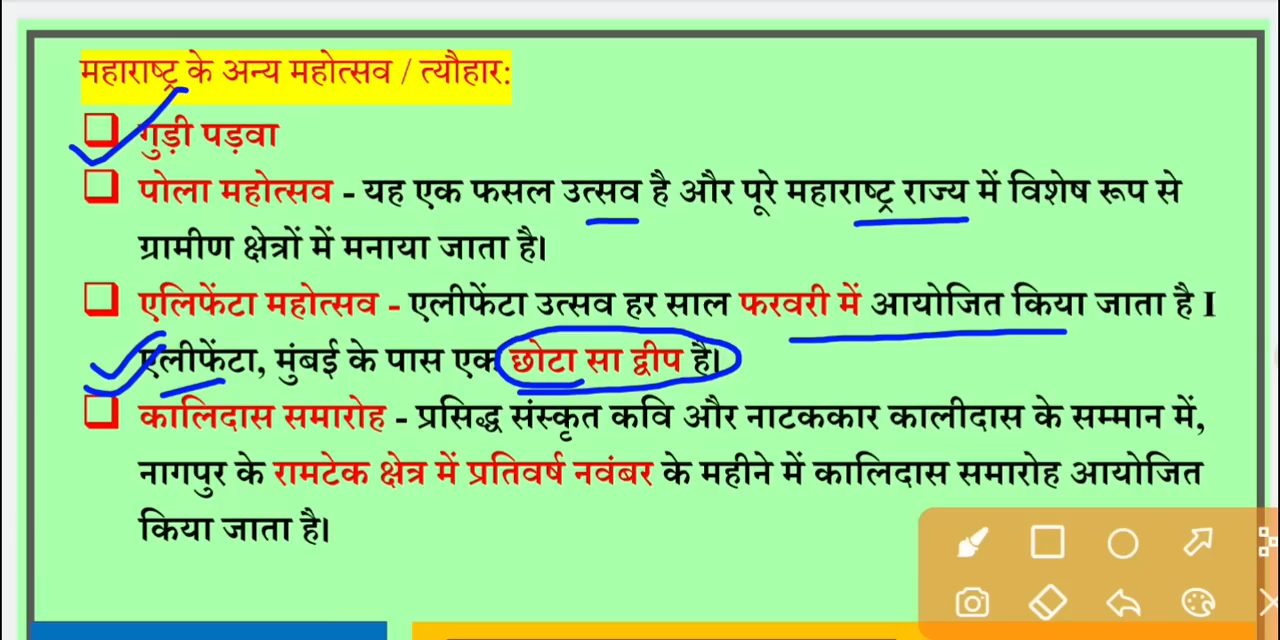 महाराष्ट्र के अन्य महोत्सव / त्यौहार:
गुड़ी पड़वा
पोला महोत्सव - यह एक फसल उत्सव है और पूरे महाराष्ट्र राज्य में विशेष रूप से
ग्रामीण क्षेत्रों में मनाया जाता है।
एलिफेंटा महोत्सव - एलीफेंटा उत्सव हर साल फरवरी में आयोजित किया जाता है I
एलीफेंटा, मुंबई के पास एक छोटा सा द्वीप है।
कालिदास समारोह - प्रसिद्ध संस्कृत कवि और नाटककार कालीदास के सम्मान में,
नागपुर के रामटेक क्षेत्र में प्रतिवर्ष नवंबर के महीने में कालिदास समारोह आयोजित
किया जाता है।